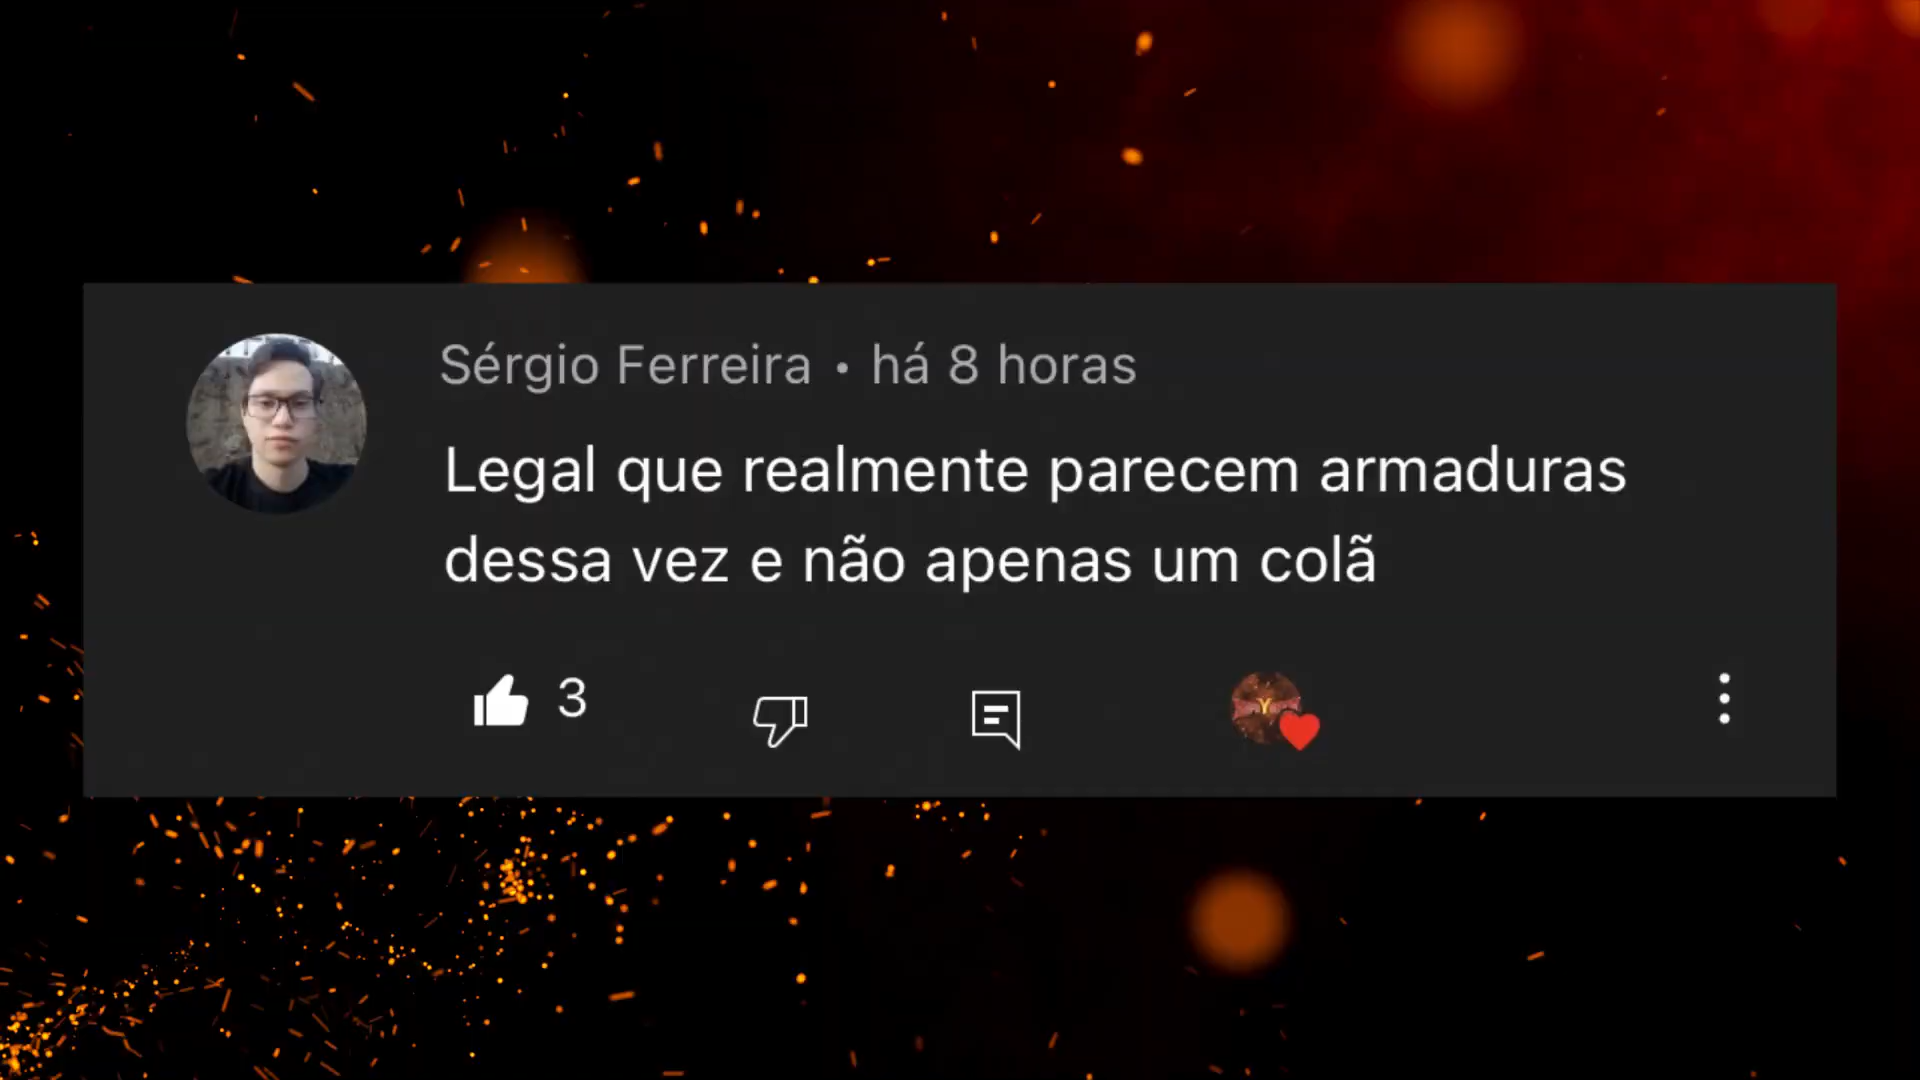 Sérgio Ferreira • há 8 horas
Legal que realmente parecem armaduras
dessa vez e não apenas um colã
3